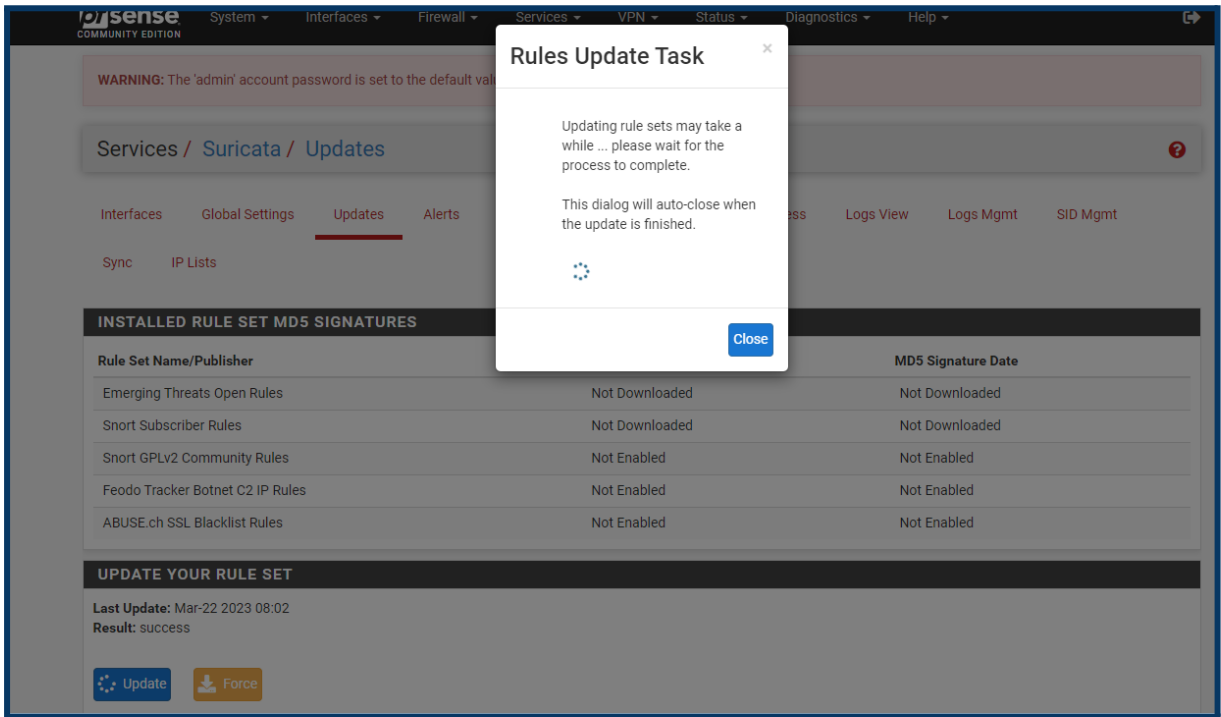 pfsense System Interfaces Firewall Services VPN Status Diagnostics Help
COMMUNITY EDITION
Rules Update Task ×
WARNING: The 'admin' account password is set to the default
Updating rule sets may take a
while ... please wait for the
process to complete.
This dialog will auto-close when
the update is finished.
Close
Services / Suricata / Updates
Interfaces Global Settings Updates Alerts Logs View Logs Mgmt SID Mgmt
Sync IP Lists
INSTALLED RULE SET MD5 SIGNATURES
Rule Set Name/Publisher MD5 Signature Date
Emerging Threats Open Rules Not Downloaded Not Downloaded
Snort Subscriber Rules Not Downloaded Not Downloaded
Snort GPLv2 Community Rules Not Enabled Not Enabled
Feodo Tracker Botnet C2 IP Rules Not Enabled Not Enabled
ABUSE.ch SSL Blacklist Rules Not Enabled Not Enabled
UPDATE YOUR RULE SET
Last Update: Mar-22 2023 08:02
Result: success
Update Force